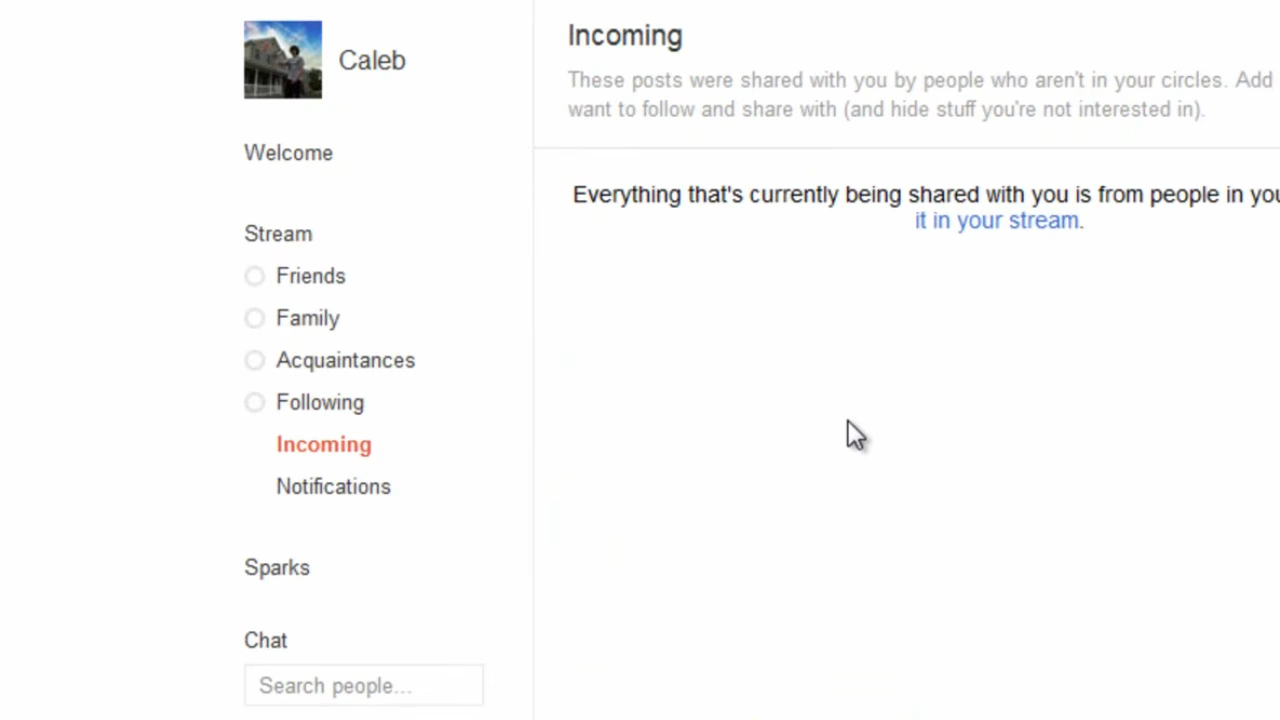 Caleb
Welcome
Stream
Friends
Family
Acquaintances
Following
Incoming
Notifications
Sparks
Chat
Search people...
Incoming
These posts were shared with you by people who aren't in your circles. Add
want to follow and share with (and hide stuff you're not interested in).
Everything that's currently being shared with you is from people in you
it in your stream.